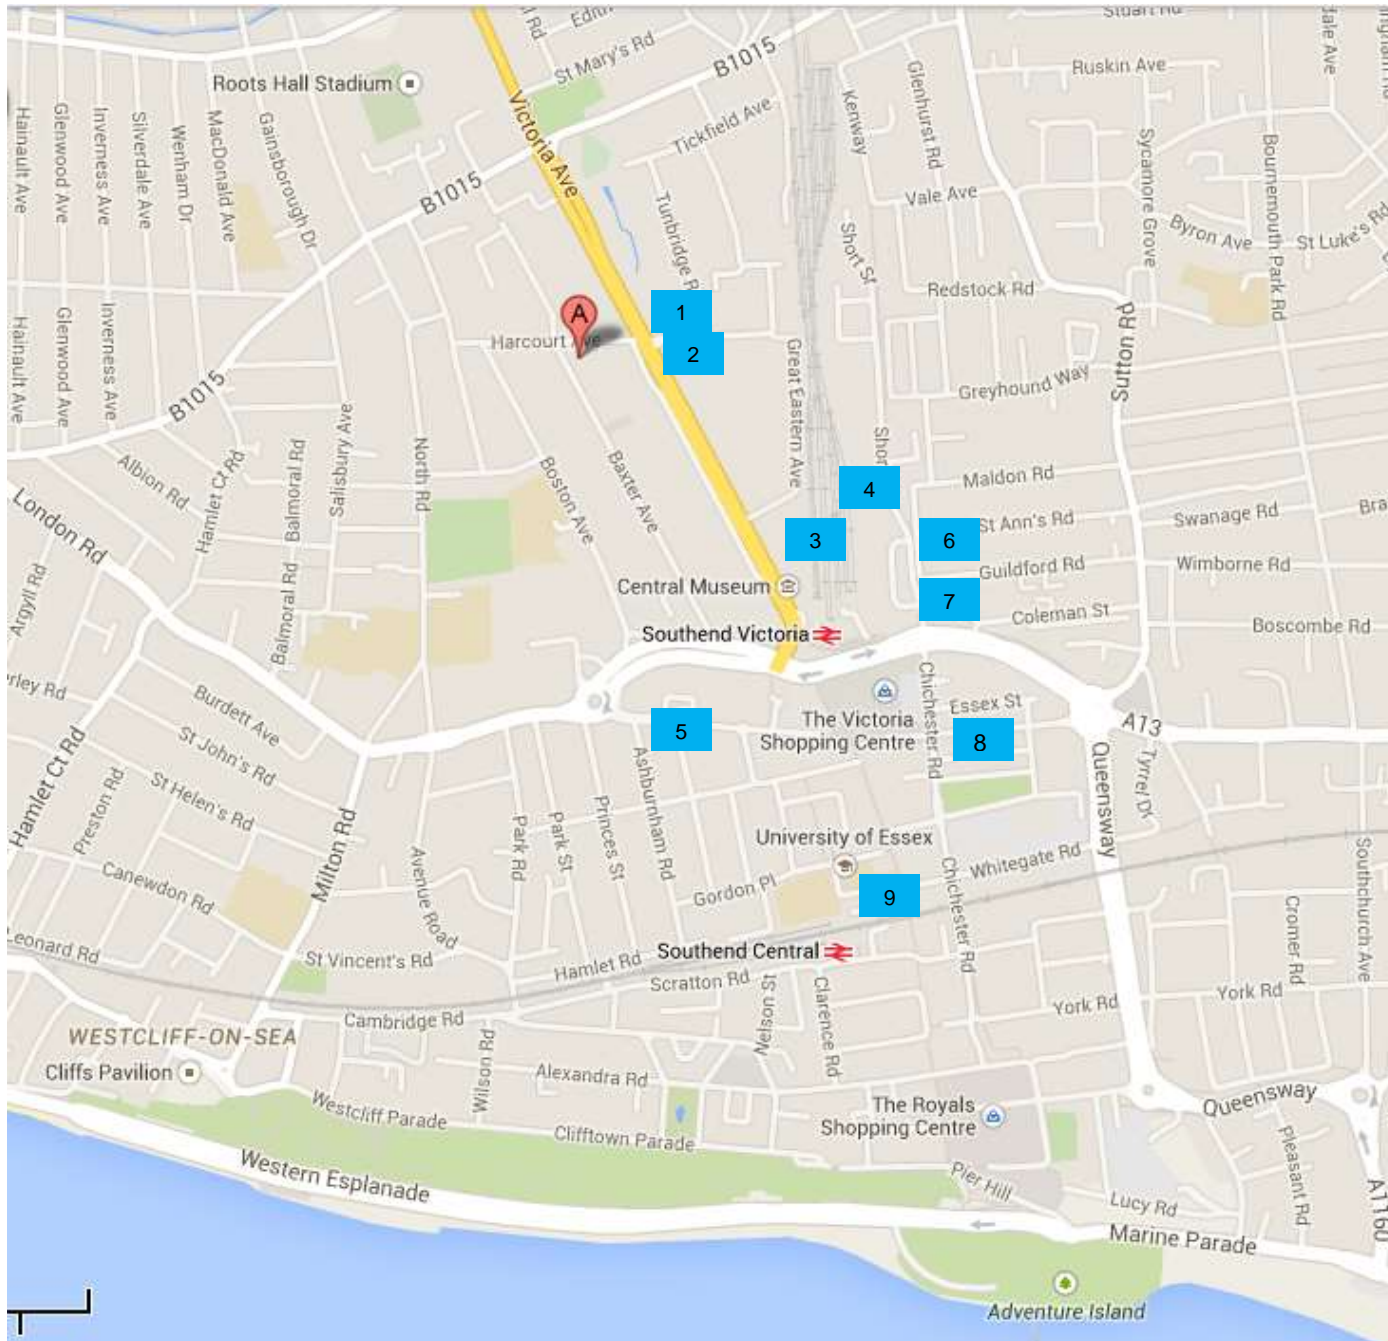 Stuart Rd
Edith
St Mary's Rd
B1015
Roots Hall Stadium
Victoria Ave
Tickfield Ave
Kenway
Glenhurst Rd
Ruskin Ave
Hainault Ave
Glenwood Ave
Inverness Ave
Silverdale Ave
Wenham Dr
MacDonald Ave
Gainsborough Dr
B1015
Tunbridge R
Short St
Vale Ave
Sycamore Grove
Bournemouth Park Rd
Byron Ave
St Luke's Rd
Redstock Rd
Sutton Rd
A
1
2
Harcourt Ave
Hainault Ave
Glenwood Ave
Inverness Ave
B1015
Great Eastern Ave
Greyhound Way
Albion Rd
Hamlet Ct Rd
Balmoral Rd
Salisbury Ave
North Rd
Boston Ave
Baxter Ave
Shor
4
Maldon Rd
London Rd
3
6
St Ann's Rd
Swanage Rd
Bra
Guildford Rd
Wimborne Rd
Central Museum
7
Coleman St
Argyll Rd
Balmoral Rd
Southend Victoria
Boscombe Rd
erley Rd
Burdett Ave
St John's Rd
St Helen's Rd
Hamlet Ct Rd
Preston Rd
5
The Victoria
Shopping Centre
Chichester Rd
Essex St
8
A13
Queensway
Tyrrel Dr
Ashburnham Rd
Princes St
Park St
Park Rd
Milton Rd
Avenue Road
University of Essex
Whitegate Rd
Canewdon Rd
Gordon Pl
9
Chichester Rd
Cromer Rd
Southchurch Ave
Leonard Rd
St Vincent's Rd
Hamlet Rd
Southend Central
Scratton Rd
Nelson St
Clarence Rd
York Rd
York Rd
Cambridge Rd
WESTCLIFF-ON-SEA
Cliffs Pavilion
Wilson Rd
Alexandra Rd
Westcliff Parade
Clifftown Parade
The Royals
Shopping Centre
Queensway
Pleasant Rd
Western Esplanade
Pier Hill
Lucy Rd
A1160
Marine Parade
Adventure Island